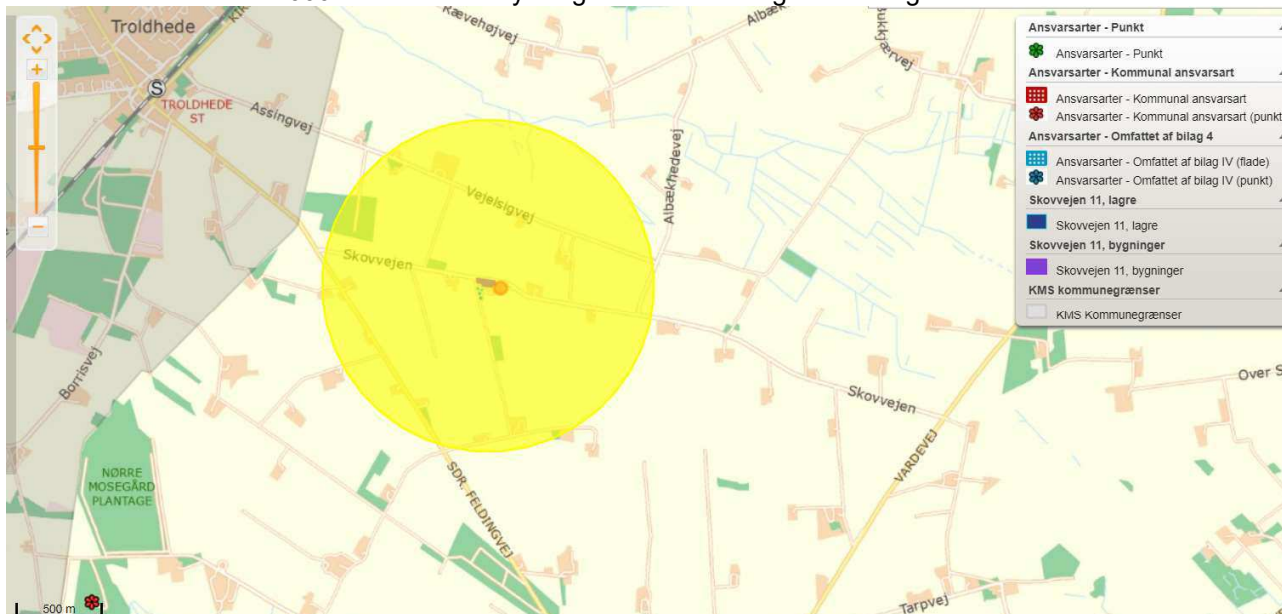 Troldhede
Rævehøjvej
S
TROLDHEDE
ST
Assingvej
Vejelsigvej
Albækhedevej
Skovvejen
Borrisvej
NØRRE
MOSEGÅRD
PLANTAGE
SDR. FELDINGVEJ
Skovvejen
VARDEVEJ
Over S
Tarpvej
500 m
Ansvarsarter - Punkt
Ansvarsarter - Punkt
Ansvarsarter - Kommunal ansvarsart
Ansvarsarter - Kommunal ansvarsart
Ansvarsarter - Kommunal ansvarsart (punkt
Ansvarsarter - Omfattet af bilag 4
Ansvarsarter - Omfattet af bilag IV (flade)
Ansvarsarter - Omfattet af bilag IV (punkt)
Skovvejen 11, lagre
Skovvejen 11, lagre
Skovvejen 11, bygninger
Skovvejen 11, bygninger
KMS kommunegrænser
KMS Kommunegrænser